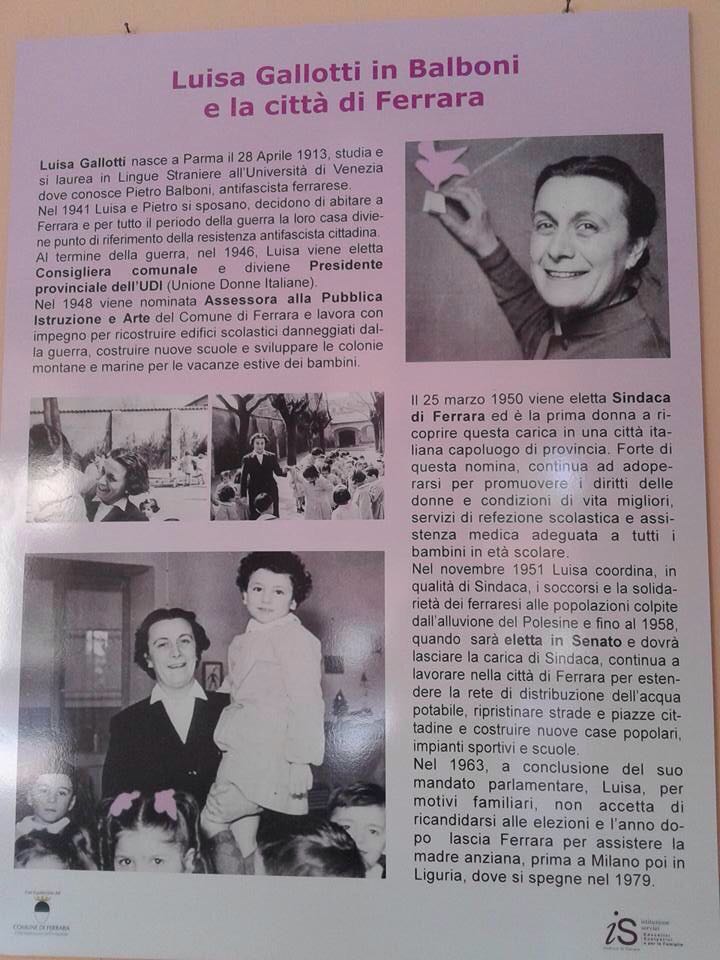 Luisa Gallotti in Balboni
e la città di Ferrara
Luisa Gallotti nasce a Parma il 28 Aprile 1913, studia e
si laurea in Lingue Straniere all'Università di Venezia
dove conosce Pietro Balboni, antifascista ferrarese.
Nel 1941 Luisa e Pietro si sposano, decidono di abitare a
Ferrara e per tutto il periodo della guerra la loro casa divie-
ne punto di riferimento della resistenza antifascista cittadina.
Al termine della guerra, nel 1946, Luisa viene eletta
Consigliera comunale e diviene Presidente
provinciale dell'UDI (Unione Donne Italiane).
Nel 1948 viene nominata Assessora alla Pubblica
Istruzione e Arte del Comune di Ferrara e lavora con
impegno per ricostruire edifici scolastici danneggiati dal-
la guerra, costruire nuove scuole e sviluppare le colonie
montane e marine per le vacanze estive dei bambini.
Il 25 marzo 1950 viene eletta Sindaca
di Ferrara ed è la prima donna a ri-
coprire questa carica in una città ita-
liana capoluogo di provincia. Forte di
questa nomina, continua ad adope-
rarsi per promuovere i diritti delle
donne e condizioni di vita migliori,
servizi di refezione scolastica e assi-
stenza medica adeguata a tutti i
bambini in età scolare.
Nel novembre 1951 Luisa coordina, in
qualità di Sindaca, i soccorsi e la solida-
rietà dei ferraresi alle popolazioni colpite
dall'alluvione del Polesine e fino al 1958,
quando sarà eletta in Senato e dovrà
lasciare la carica di Sindaca, continua a
lavorare nella città di Ferrara per esten-
dere la rete di distribuzione dell'acqua
potabile, ripristinare strade e piazze cit-
tadine e costruire nuove case popolari,
impianti sportivi e scuole.
Nel 1963, a conclusione del suo
mandato parlamentare, Luisa, per
motivi familiari, non accetta di
ricandidarsi alle elezioni e l'anno do-
po lascia Ferrara per assistere la
madre anziana, prima a Milano poi in
Liguria, dove si spegne nel 1979.
COMUNE DI FERRARA
iS
istituzione
servizi
Educativi
Scolastici
e per le Famiglie